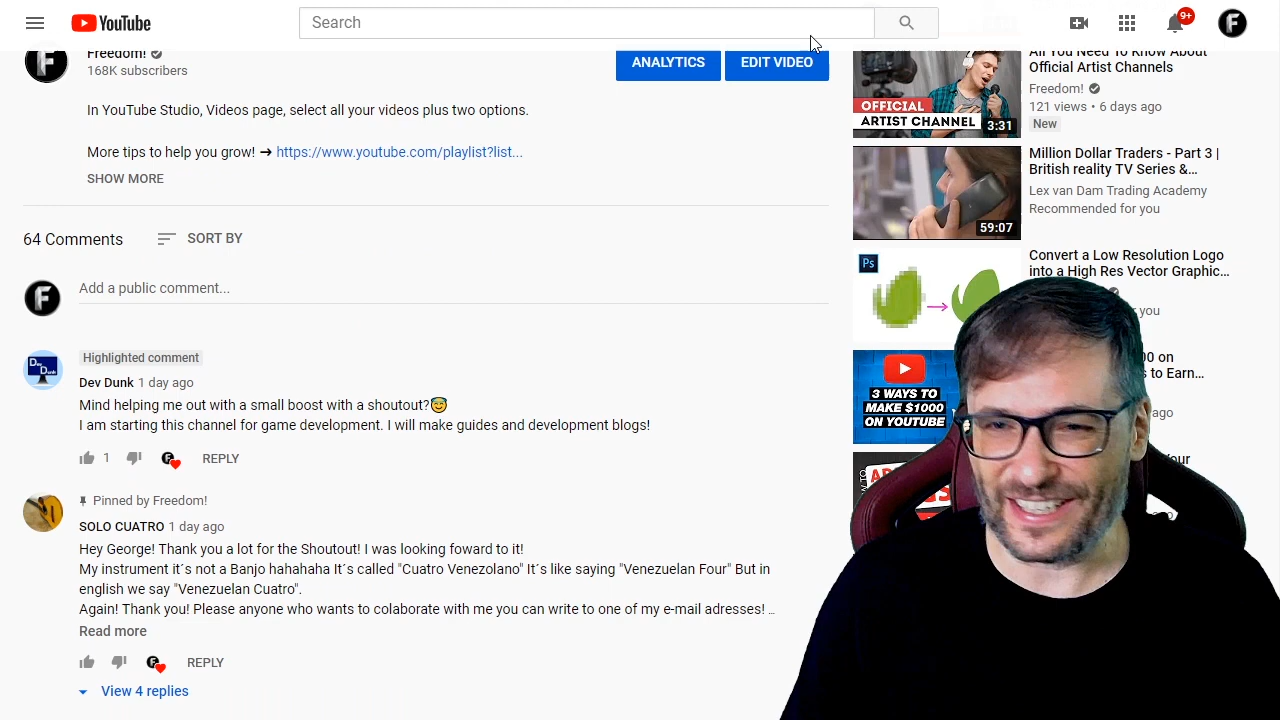 YouTube
Search
9+
Freedom!
168K subscribers
ANALYTICS
EDIT VIDEO
In YouTube Studio, Videos page, select all your videos plus two options.
More tips to help you grow! → https://www.youtube.com/playlist?list...
SHOW MORE
64 Comments
SORT BY
Add a public comment...
Highlighted comment
Dev Dunk 1 day ago
Mind helping me out with a small boost with a shoutout?😇
I am starting this channel for game development. I will make guides and development blogs!
1
REPLY
Pinned by Freedom!
SOLO CUATRO 1 day ago
Hey George! Thank you a lot for the Shoutout! I was looking foward to it!
My instrument it´s not a Banjo hahahaha It´s called "Cuatro Venezolano" It´s like saying "Venezuelan Four" But in
english we say "Venezuelan Cuatro".
Again! Thank you! Please anyone who wants to colaborate with me you can write to one of my e-mail adresses! ...
Read more
REPLY
View 4 replies
All You Need To Know About
Official Artist Channels
Freedom!
121 views • 6 days ago
New
OFFICIAL
ARTIST CHANNEL
3:31
Million Dollar Traders - Part 3 |
British reality TV Series &...
Lex van Dam Trading Academy
Recommended for you
59:07
Convert a Low Resolution Logo
into a High Res Vector Graphic...
you
Ps
00 on
to Earn...
ago
3 WAYS TO
MAKE $1000
ON YOUTUBE